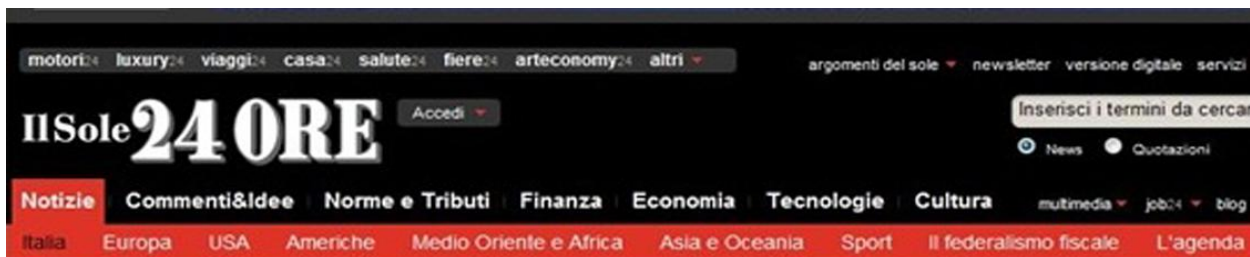 motori24 luxury24 viaggi24 casa24 salute24 fiere24 arteconomy24 altri
argomenti del sole newsletter versione digitale servizi
Il Sole 24 ORE
Accedi
Inserisci i termini da cercar
News Quotazioni
Notizie Commenti&Idee Norme e Tributi Finanza Economia Tecnologie Cultura multimedia job24 blog
Italia Europa USA Americhe Medio Oriente e Africa Asia e Oceania Sport Il federalismo fiscale L'agenda